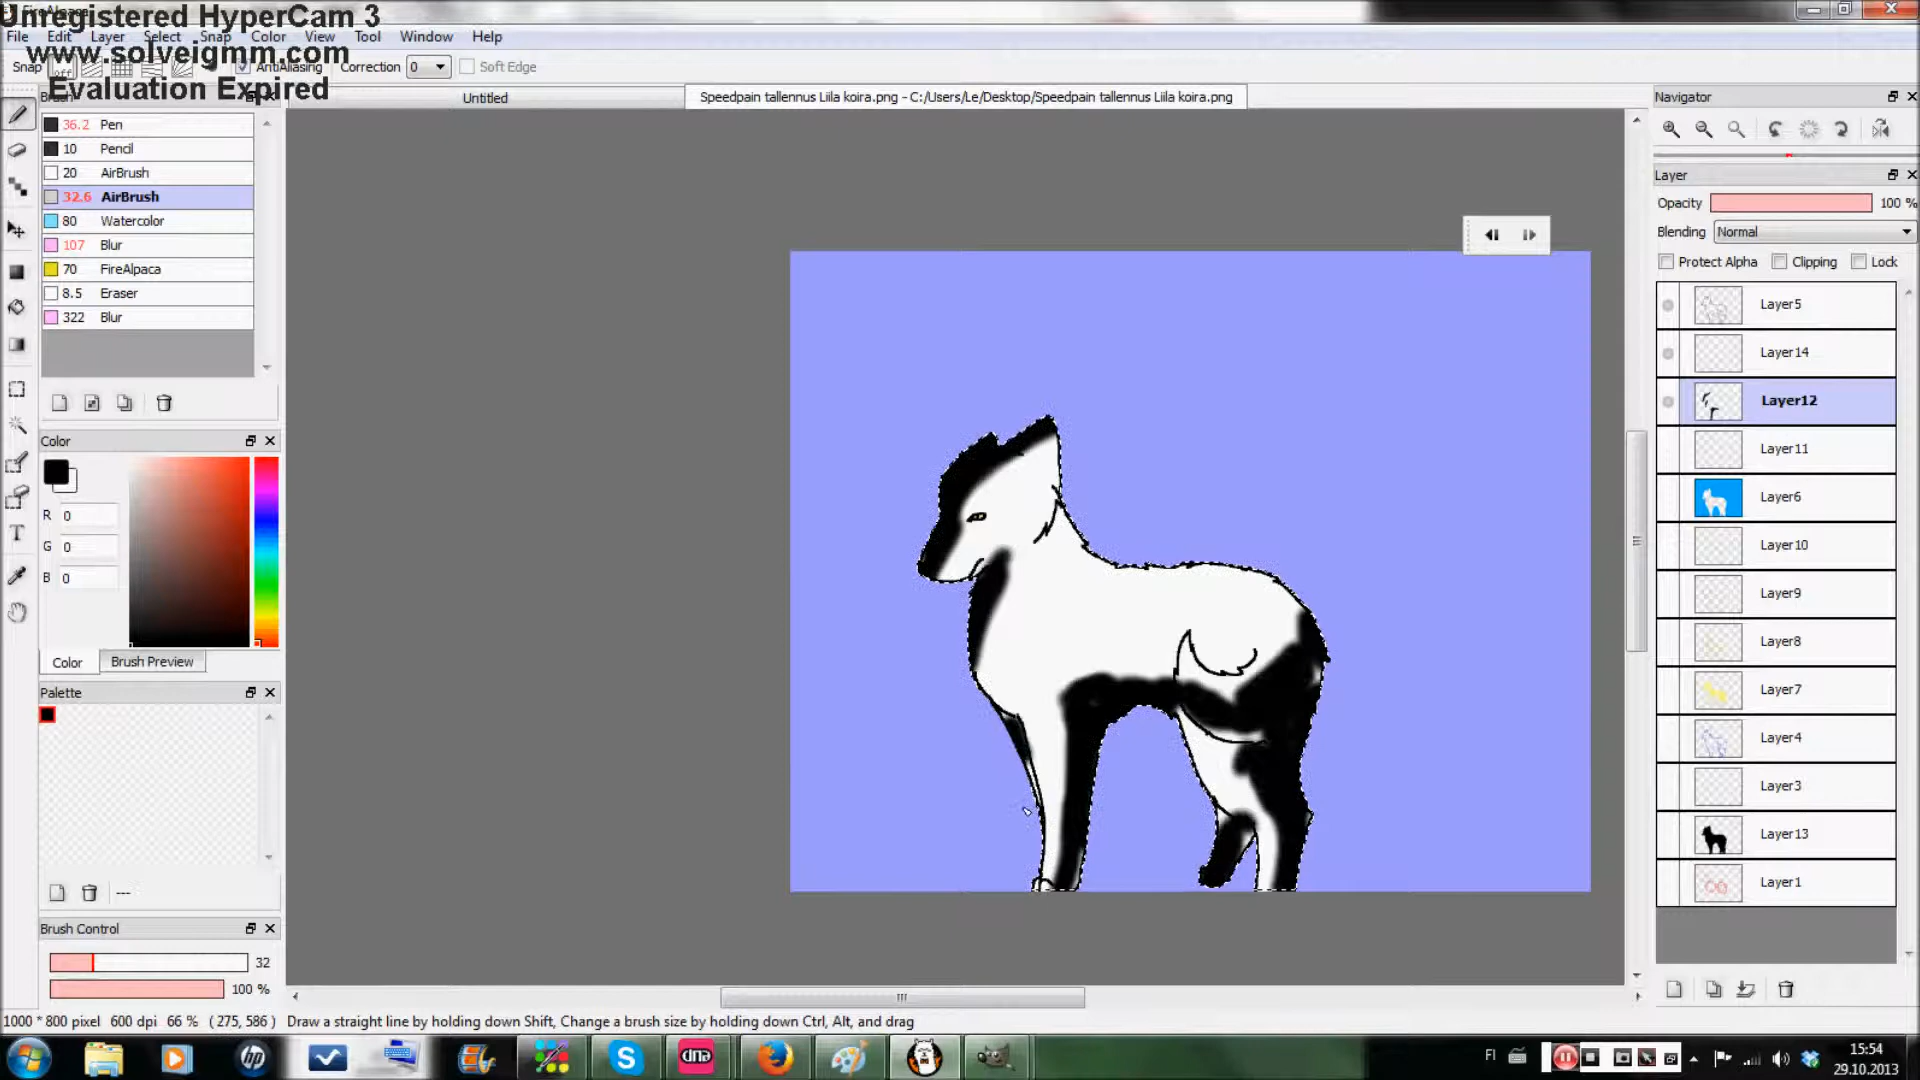 Unregistered HyperCam 3
www.solveigmm.com
Evaluation Expired
File Edit Layer Select Snap Color View Tool Window Help
Snap off AntiAliasing Correction 0 Soft Edge
Brush
Untitled
Speedpain tallennus Liila koira.png - C:/Users/Le/Desktop/Speedpain tallennus Liila koira.png
36.2 Pen
10 Pencil
20 AirBrush
32.6 AirBrush
80 Watercolor
107 Blur
70 FireAlpaca
8.5 Eraser
322 Blur
Color
R 0
G 0
B 0
Color Brush Preview
Palette
---
Brush Control
32
100 %
Navigator
Layer
Opacity 100 %
Blending Normal
Protect Alpha Clipping Lock
Layer5
Layer14
Layer12
Layer11
Layer6
Layer10
Layer9
Layer8
Layer7
Layer4
Layer3
Layer13
Layer1
1000 * 800 pixel 600 dpi 66 % ( 275, 586 ) Draw a straight line by holding down Shift, Change a brush size by holding down Ctrl, Alt, and drag
hp
dna
FI
15:54
29.10.2013